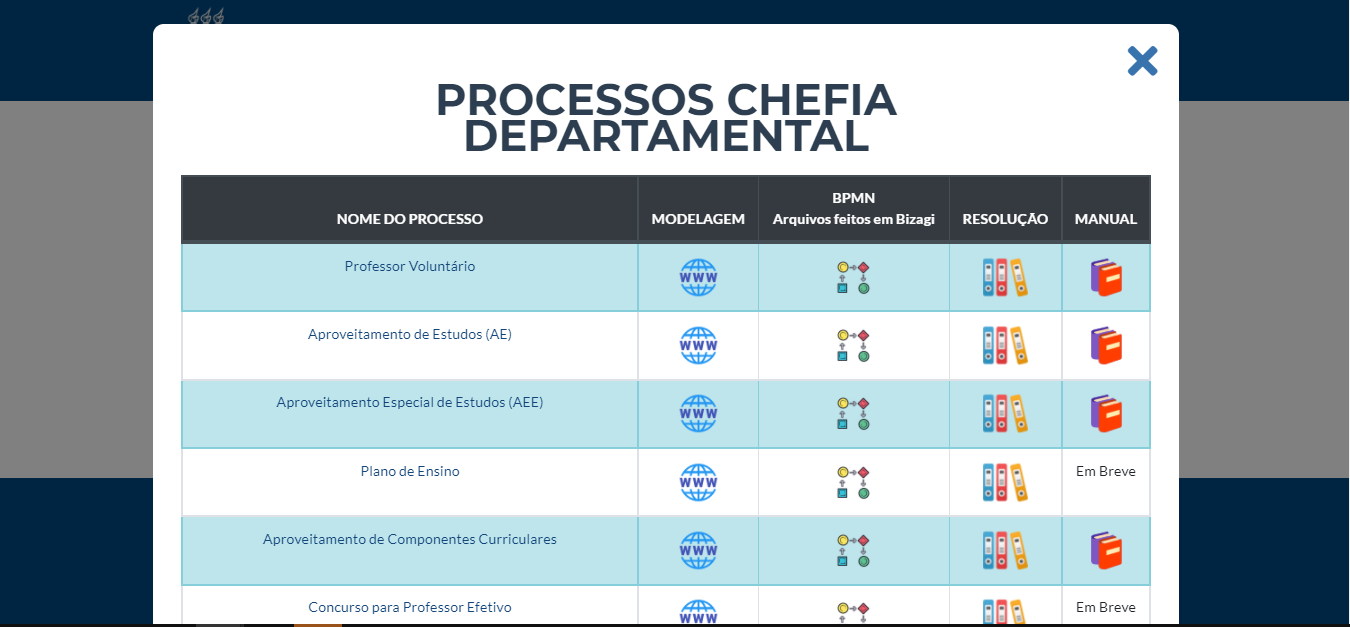 PROCESSOS CHEFIA
DEPARTAMENTAL
NOME DO PROCESSO MODELAGEM BPMN Arquivos feitos em Bizagi RESOLUÇÃO MANUAL
Professor Voluntário WWW
Aproveitamento de Estudos (AE) WWW
Aproveitamento Especial de Estudos (AEE) WWW
Plano de Ensino WWW Em Breve
Aproveitamento de Componentes Curriculares WWW
Concurso para Professor Efetivo WWW Em Breve